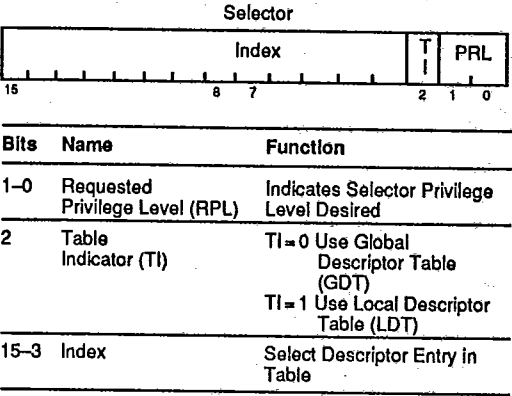 Selector
Index T I PRL
15 8 7 2 1 0
Bits Name Function
1–0 Requested Indicates Selector Privilege
Privilege Level (RPL) Level Desired
2 Table TI = 0 Use Global
Indicator (TI) Descriptor Table
(GDT)
TI = 1 Use Local Descriptor
Table (LDT)
15–3 Index Select Descriptor Entry in
Table